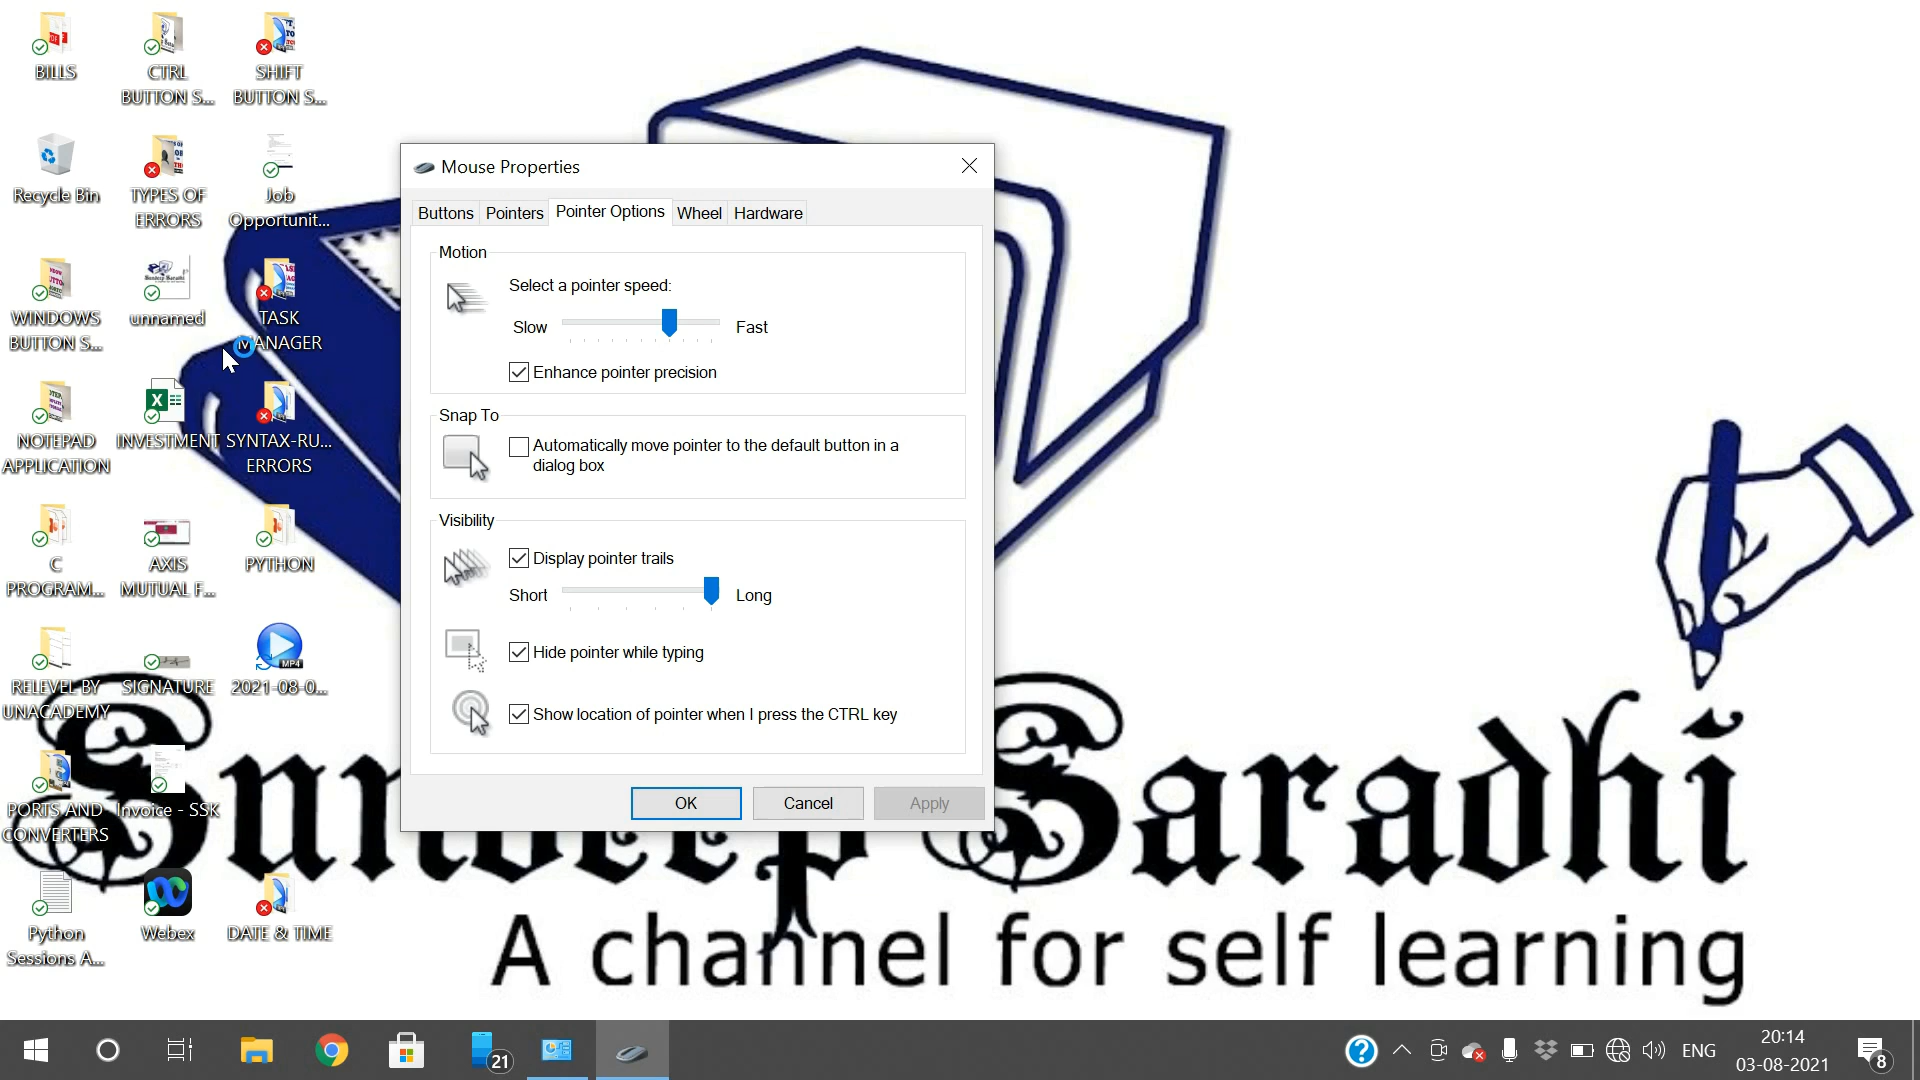 BILLS
CTRL
BUTTON S...
SHIFT
BUTTON S...
Recycle Bin
TYPES OF
ERRORS
Job
Opportunit...
WINDOWS
BUTTON S...
unnamed
TASK
MANAGER
NOTEPAD
APPLICATION
INVESTMENT
SYNTAX-RU...
ERRORS
C
PROGRAM...
AXIS
MUTUAL F...
PYTHON
RELEVEL BY
UNACADEMY
SIGNATURE
MP4
2021-08-0...
PORTS AND
CONVERTERS
Invoice - SSK
Python
Sessions A...
Webex
DATE & TIME
Mouse Properties
Buttons Pointers Pointer Options Wheel Hardware
Motion
Select a pointer speed:
Slow Fast
Enhance pointer precision
Snap To
Automatically move pointer to the default button in a
dialog box
Visibility
Display pointer trails
Short Long
Hide pointer while typing
Show location of pointer when I press the CTRL key
OK Cancel Apply
Sundeep Saradhi
A channel for self learning
21
ENG
20:14
03-08-2021
8